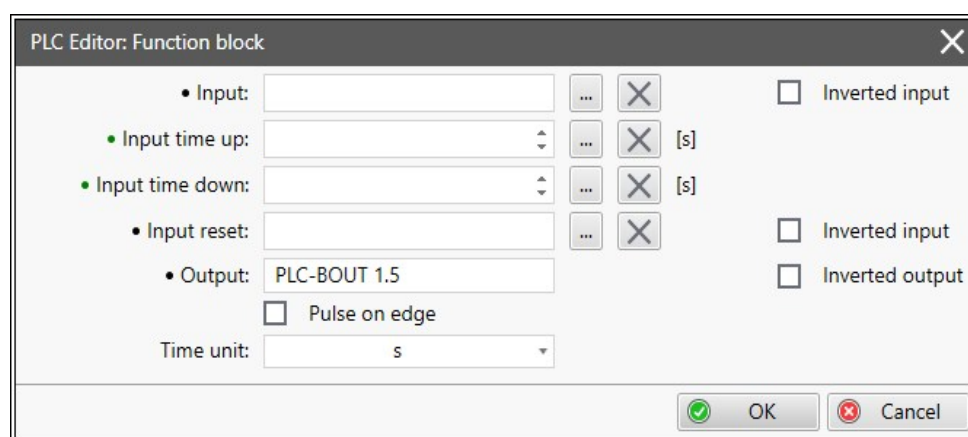 PLC Editor: Function block
• Input: ... Inverted input
• Input time up: ... [s]
• Input time down: ... [s]
• Input reset: ... Inverted input
• Output: PLC-BOUT 1.5 Inverted output
Pulse on edge
Time unit: s
OK Cancel